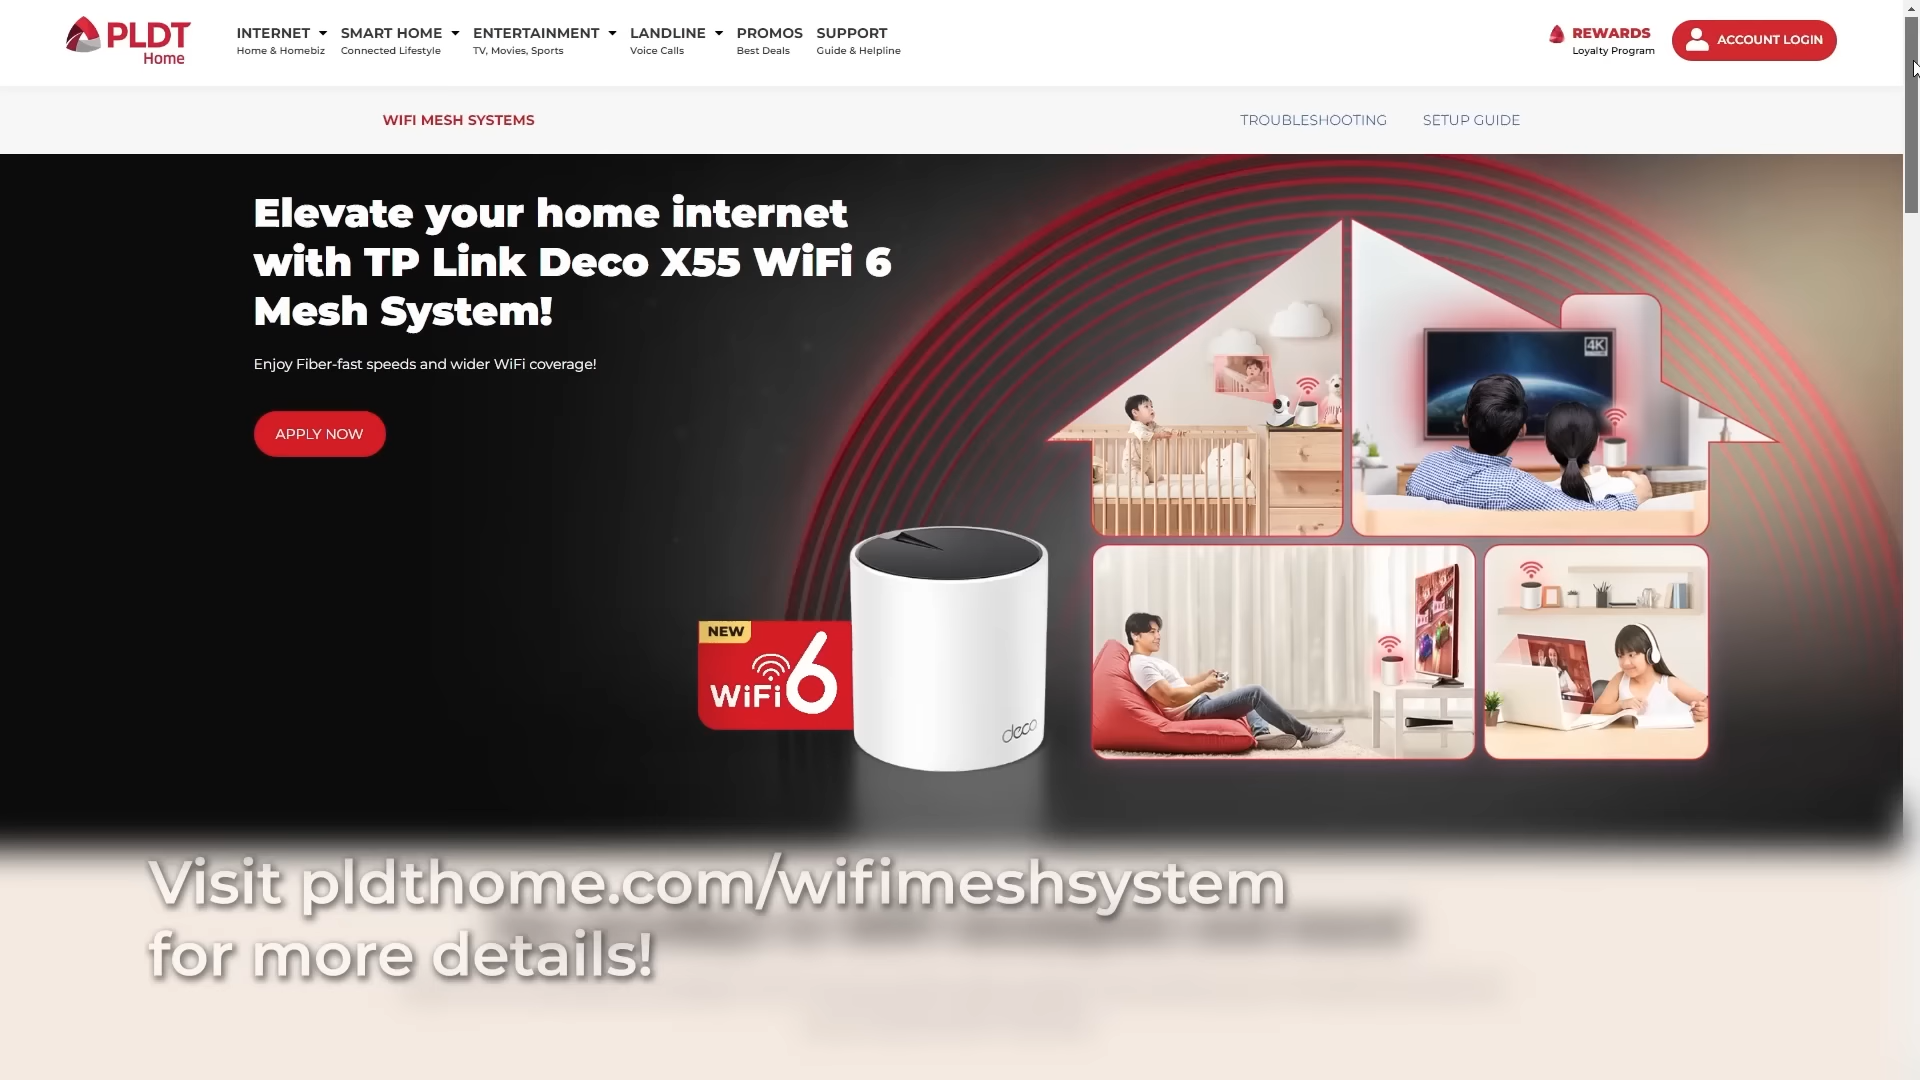 PLDT
Home
INTERNET
Home & Homebiz
SMART HOME
Connected Lifestyle
ENTERTAINMENT
TV, Movies, Sports
LANDLINE
Voice Calls
PROMOS
Best Deals
SUPPORT
Guide & Helpline
REWARDS
Loyalty Program
ACCOUNT LOGIN
WIFI MESH SYSTEMS
TROUBLESHOOTING
SETUP GUIDE
Elevate your home internet
with TP Link Deco X55 WiFi 6
Mesh System!
Enjoy Fiber-fast speeds and wider WiFi coverage!
APPLY NOW
4K
NEW
WiFi 6
deco
Visit pldthome.com/wifimeshsystem
for more details!